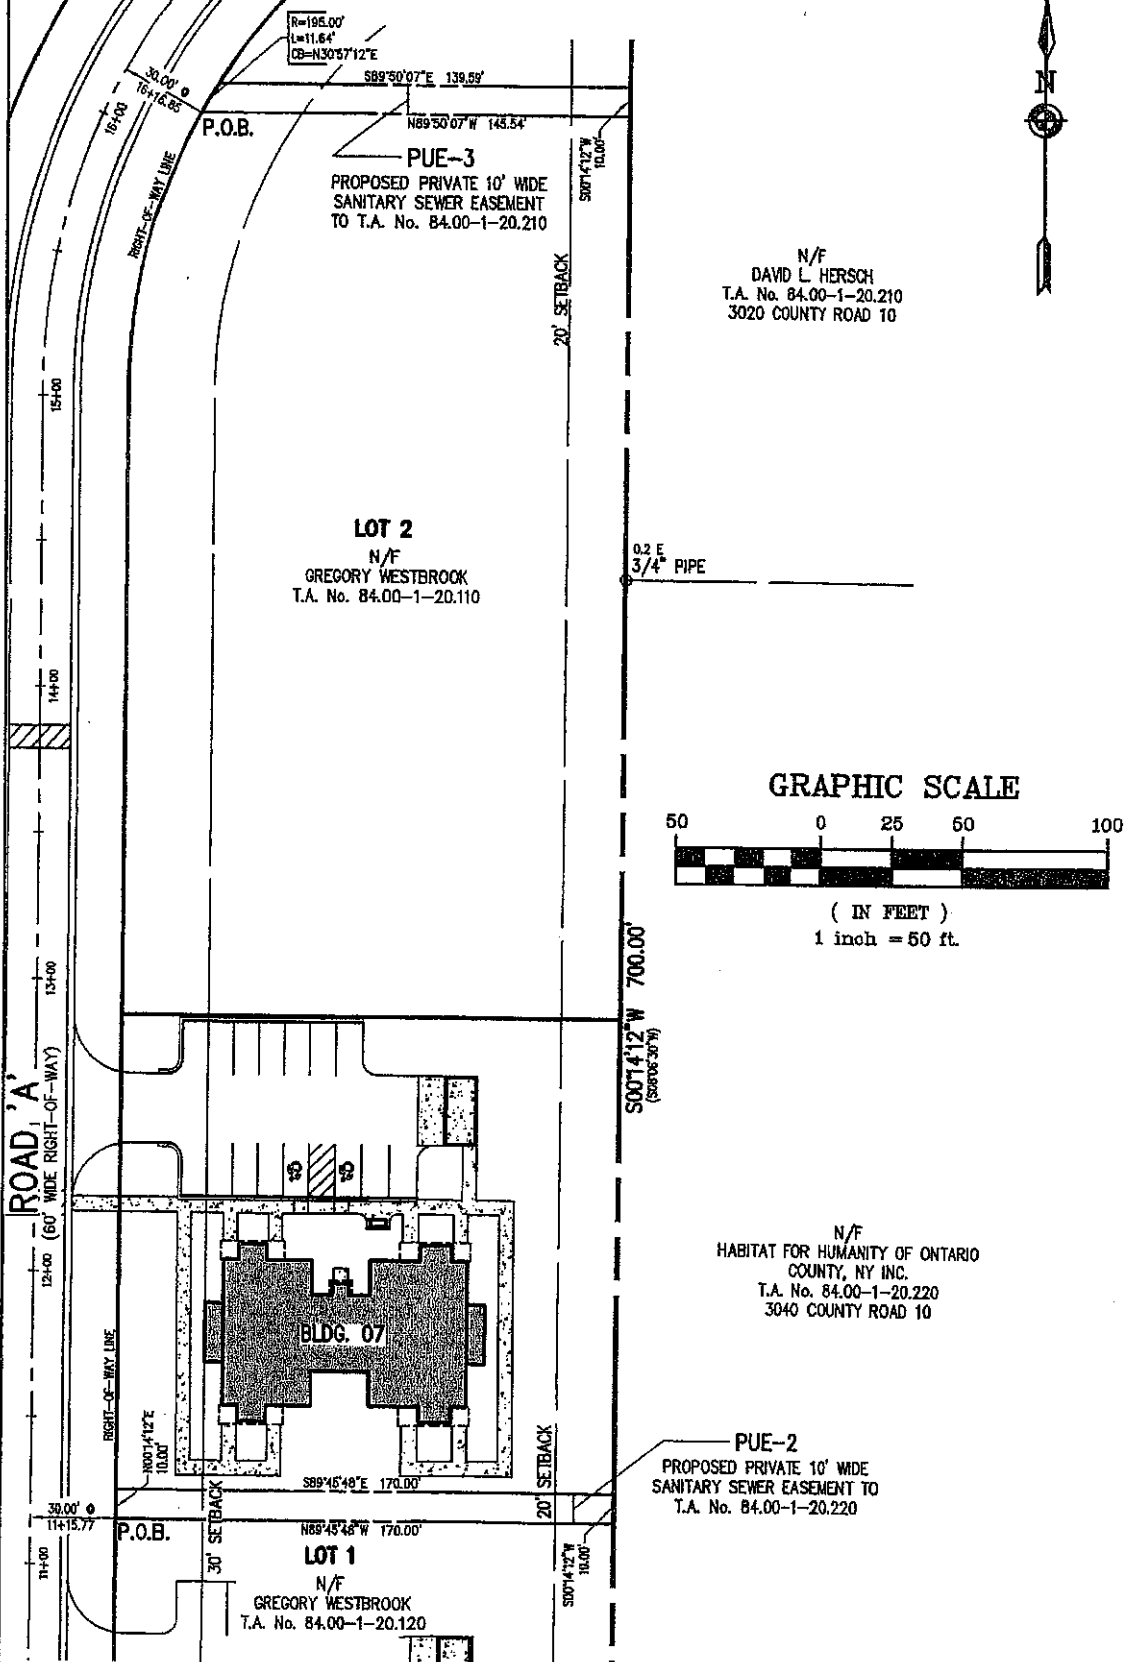 R=195.00'
L=11.64'
CB=N30°57'12"E
30.00'
16+16.85
16+00
S89°50'07"E 139.59'
N89°50'07"W 145.54'
P.O.B.
N
PUE-3
PROPOSED PRIVATE 10' WIDE
SANITARY SEWER EASEMENT
TO T.A. No. 84.00-1-20.210
S00°14'12"W
10.00'
RIGHT-OF-WAY LINE
20' SETBACK
N/F
DAVID L. HERSCH
T.A. No. 84.00-1-20.210
3020 COUNTY ROAD 10
15+00
LOT 2
N/F
GREGORY WESTBROOK
T.A. No. 84.00-1-20.110
0.2 E
3/4" PIPE
14+00
GRAPHIC SCALE
50 0 25 50 100
( IN FEET )
1 inch = 50 ft.
S00°14'12"W 700.00'
(S08°06'30"W)
13+00
ROAD 'A'
(60' WIDE RIGHT-OF-WAY)
12+00
N/F
HABITAT FOR HUMANITY OF ONTARIO
COUNTY, NY INC.
T.A. No. 84.00-1-20.220
3040 COUNTY ROAD 10
BLDG. 07
RIGHT-OF-WAY LINE
N00°14'12"E
10.00'
PUE-2
PROPOSED PRIVATE 10' WIDE
SANITARY SEWER EASEMENT TO
T.A. No. 84.00-1-20.220
S89°45'48"E 170.00'
N89°45'48"W 170.00'
30' SETBACK
20' SETBACK
30.00'
11+15.77
P.O.B.
11+00
S00°14'12"W
10.00'
LOT 1
N/F
GREGORY WESTBROOK
T.A. No. 84.00-1-20.120